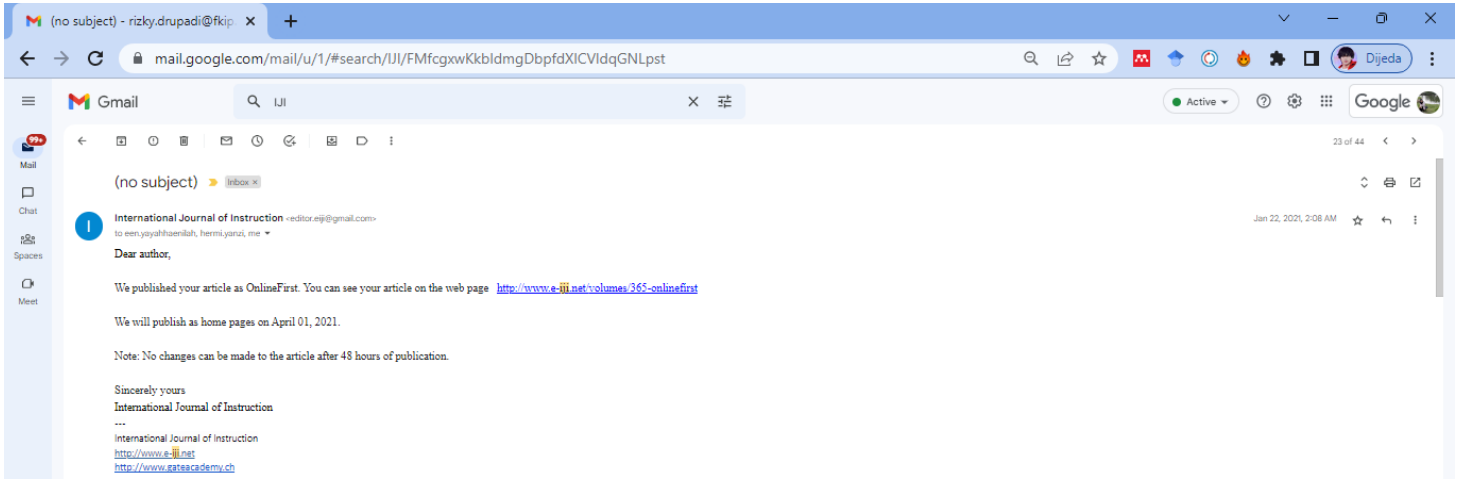 (no subject) - rizky.drupadi@fkip
mail.google.com/mail/u/1/#search/IJI/FMfcgxwKkbldmgDbpfdXlCVldqGNLpst
Dijeda
Gmail
IJI
Active
Google
99+
Mail
23 of 44
(no subject)
Inbox ×
Chat
International Journal of Instruction <editor.eiji@gmail.com>
Jan 22, 2021, 2:08 AM
to een.yayahhaenilah, hermi.yanzi, me
Spaces
Dear author,
Meet
We published your article as OnlineFirst. You can see your article on the web page http://www.e-iji.net/volumes/365-onlinefirst
We will publish as home pages on April 01, 2021.
Note: No changes can be made to the article after 48 hours of publication.
Sincerely yours
International Journal of Instruction
---
International Journal of Instruction
http://www.e-iji.net
http://www.gateacademy.ch